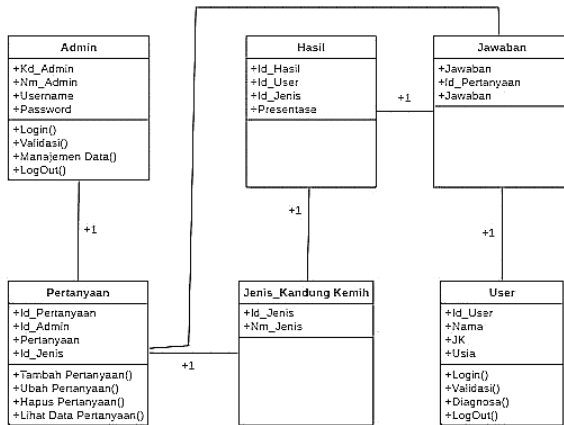 Admin
+Kd_Admin
+Nm_Admin
+Username
+Password
+Login()
+Validasi()
+Manajemen Data()
+LogOut()
Hasil
+Id_Hasil
+Id_User
+Id_Jenis
+Presentase
Jawaban
+Jawaban
+Id_Pertanyaan
+Jawaban
+1
+1
+1
+1
Pertanyaan
+Id_Pertanyaan
+Id_Admin
+Pertanyaan
+Id_Jenis
+Tambah Pertanyaan()
+Ubah Pertanyaan()
+Hapus Pertanyaan()
+Lihat Data Pertanyaan()
+1
Jenis_Kandung Kemih
+Id_Jenis
+Nm_Jenis
User
+Id_User
+Nama
+JK
+Usia
+Login()
+Validasi()
+Diagnosa()
+LogOut()